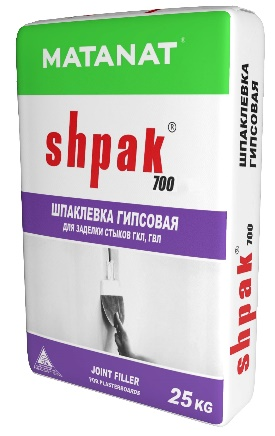 MATANAT
shpak®
700
ШПАКЛЕВКА ГИПСОВАЯ
ДЛЯ ЗАДЕЛКИ СТЫКОВ ГКЛ, ГВЛ
JOINT FILLER
FOR PLASTERBOARDS
25 KG
ШПАКЛЕВКА
ГИПСОВАЯ
shpak®
700